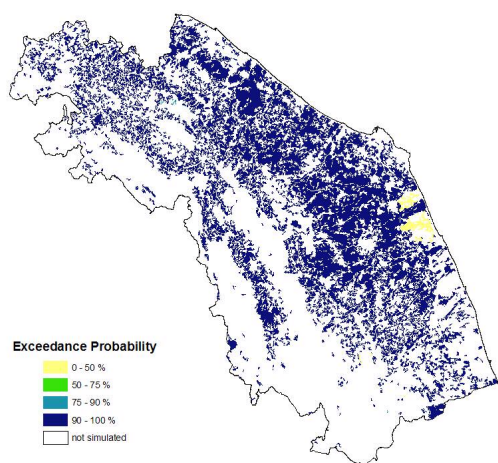 Exceedance Probability
0 - 50 %
50 - 75 %
75 - 90 %
90 - 100 %
not simulated